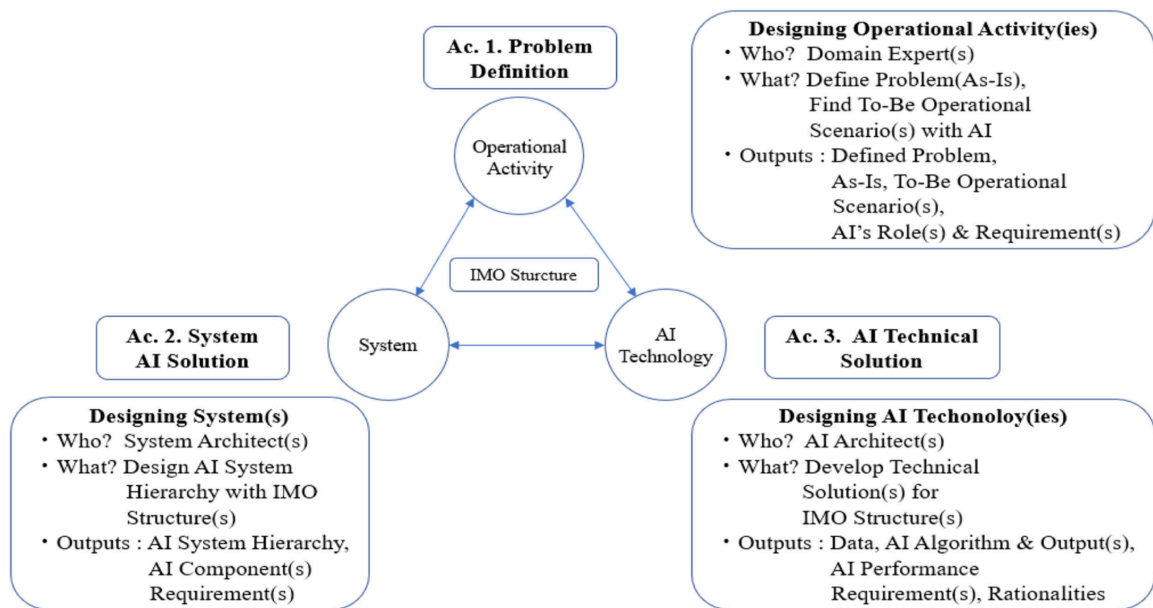 Ac. 1. Problem
Definition
Designing Operational Activity(ies)
・Who? Domain Expert(s)
・What? Define Problem(As-Is),
Find To-Be Operational
Scenario(s) with AI
・Outputs : Defined Problem,
As-Is, To-Be Operational
Scenario(s),
AI's Role(s) & Requirement(s)
Operational
Activity
IMO Sturcture
Ac. 2. System
AI Solution
System
AI
Technology
Ac. 3. AI Technical
Solution
Designing System(s)
・Who? System Architect(s)
・What? Design AI System
Hierarchy with IMO
Structure(s)
・Outputs : AI System Hierarchy,
AI Component(s)
Requirement(s)
Designing AI Techonoloy(ies)
・Who? AI Architect(s)
・What? Develop Technical
Solution(s) for
IMO Structure(s)
・Outputs : Data, AI Algorithm & Output(s),
AI Performance
Requirement(s), Rationalities